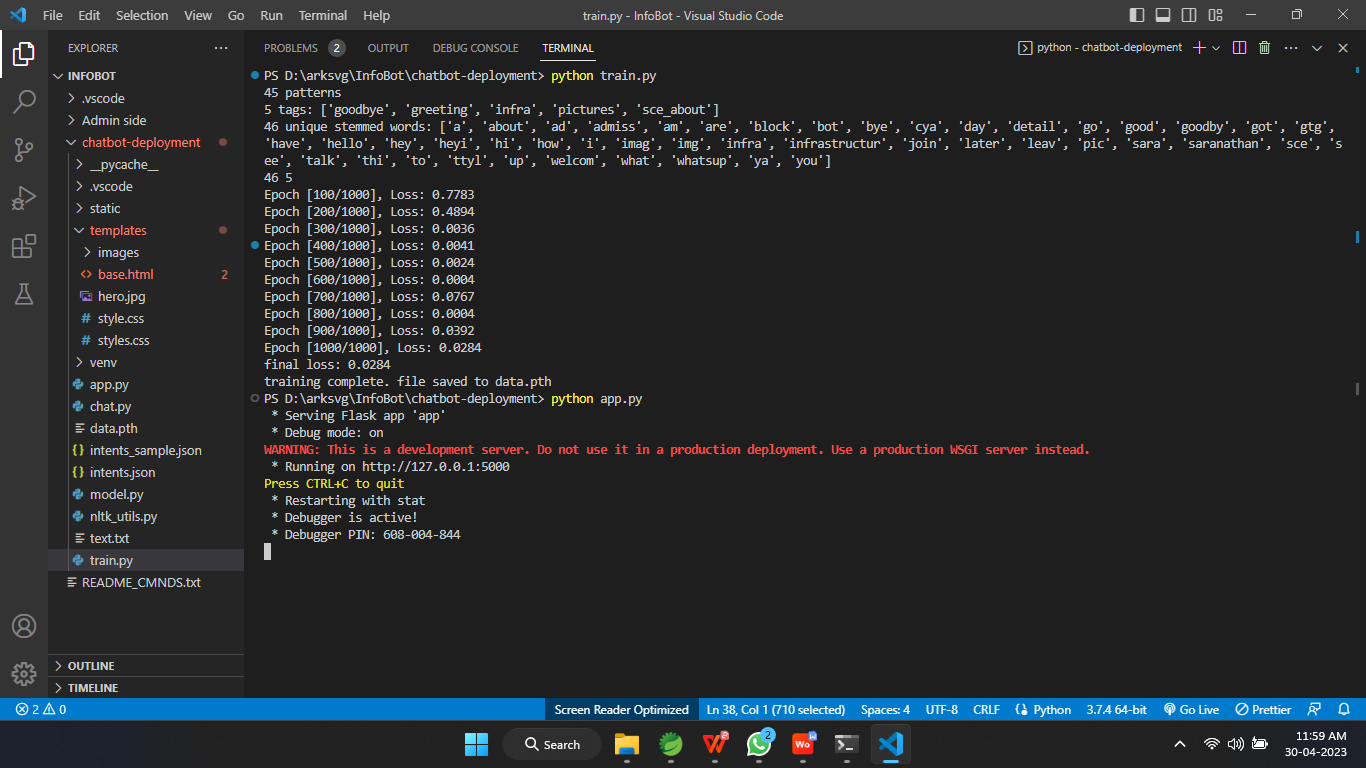 File Edit Selection View Go Run Terminal Help
train.py - InfoBot - Visual Studio Code
EXPLORER
INFOBOT
.vscode
Admin side
chatbot-deployment
__pycache__
.vscode
static
templates
images
base.html 2
hero.jpg
style.css
styles.css
venv
app.py
chat.py
data.pth
intents_sample.json
intents.json
model.py
nltk_utils.py
text.txt
train.py
README_CMNDS.txt
OUTLINE
TIMELINE
PROBLEMS 2 OUTPUT DEBUG CONSOLE TERMINAL
python - chatbot-deployment
PS D:\arksvg\InfoBot\chatbot-deployment> python train.py
45 patterns
5 tags: ['goodbye', 'greeting', 'infra', 'pictures', 'sce_about']
46 unique stemmed words: ['a', 'about', 'ad', 'admiss', 'am', 'are', 'block', 'bot', 'bye', 'cya', 'day', 'detail', 'go', 'good', 'goodby', 'got', 'gtg',
'have', 'hello', 'hey', 'heyi', 'hi', 'how', 'i', 'imag', 'img', 'infra', 'infrastructur', 'join', 'later', 'leav', 'pic', 'sara', 'saranathan', 'sce', 's
ee', 'talk', 'thi', 'to', 'ttyl', 'up', 'welcom', 'what', 'whatsup', 'ya', 'you']
46 5
Epoch [100/1000], Loss: 0.7783
Epoch [200/1000], Loss: 0.4894
Epoch [300/1000], Loss: 0.0036
Epoch [400/1000], Loss: 0.0041
Epoch [500/1000], Loss: 0.0024
Epoch [600/1000], Loss: 0.0004
Epoch [700/1000], Loss: 0.0767
Epoch [800/1000], Loss: 0.0004
Epoch [900/1000], Loss: 0.0392
Epoch [1000/1000], Loss: 0.0284
final loss: 0.0284
training complete. file saved to data.pth
PS D:\arksvg\InfoBot\chatbot-deployment> python app.py
* Serving Flask app 'app'
* Debug mode: on
WARNING: This is a development server. Do not use it in a production deployment. Use a production WSGI server instead.
* Running on http://127.0.0.1:5000
Press CTRL+C to quit
* Restarting with stat
* Debugger is active!
* Debugger PIN: 608-004-844
2 0
Screen Reader Optimized Ln 38, Col 1 (710 selected) Spaces: 4 UTF-8 CRLF Python 3.7.4 64-bit Go Live Prettier
Search
2
Wo
11:59 AM
30-04-2023